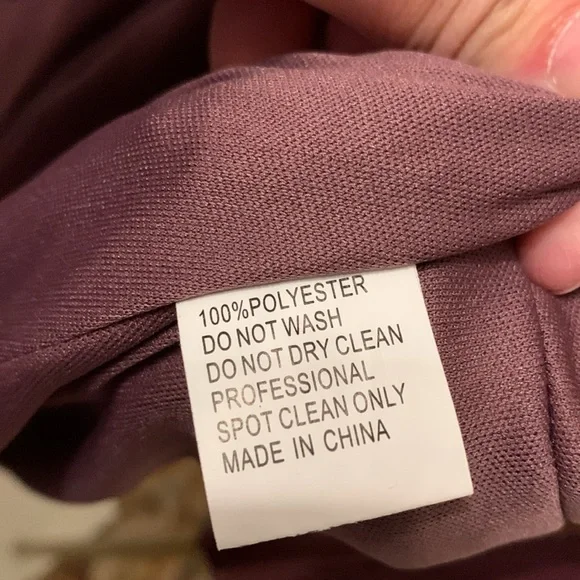 100%POLYESTER
DO NOT WASH
DO NOT DRY CLEAN
PROFESSIONAL
SPOT CLEAN ONLY
MADE IN CHINA